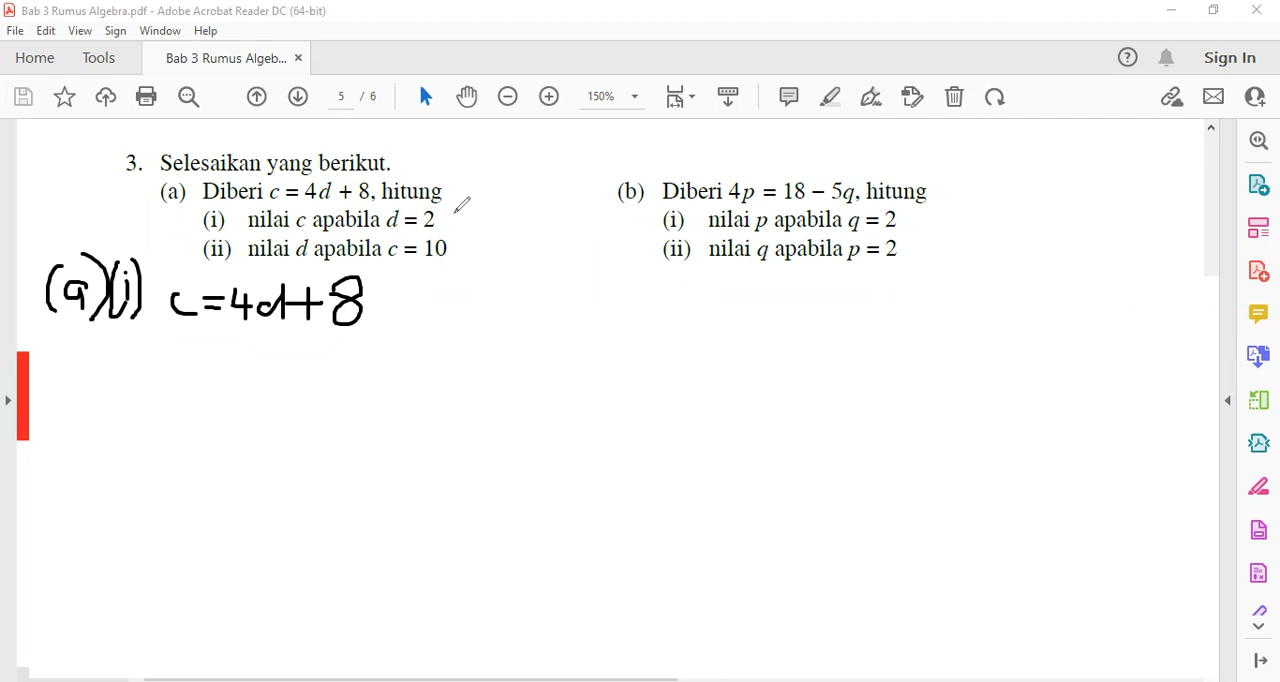 Bab 3 Rumus Algebra.pdf - Adobe Acrobat Reader DC (64-bit)
File Edit View Sign Window Help
Home Tools Bab 3 Rumus Algeb... × Sign In
5 / 6 150%
3. Selesaikan yang berikut.
(a) Diberi c = 4d + 8, hitung
(i) nilai c apabila d = 2
(ii) nilai d apabila c = 10
(b) Diberi 4p = 18 − 5q, hitung
(i) nilai p apabila q = 2
(ii) nilai q apabila p = 2
(a)(i) c=4d+8